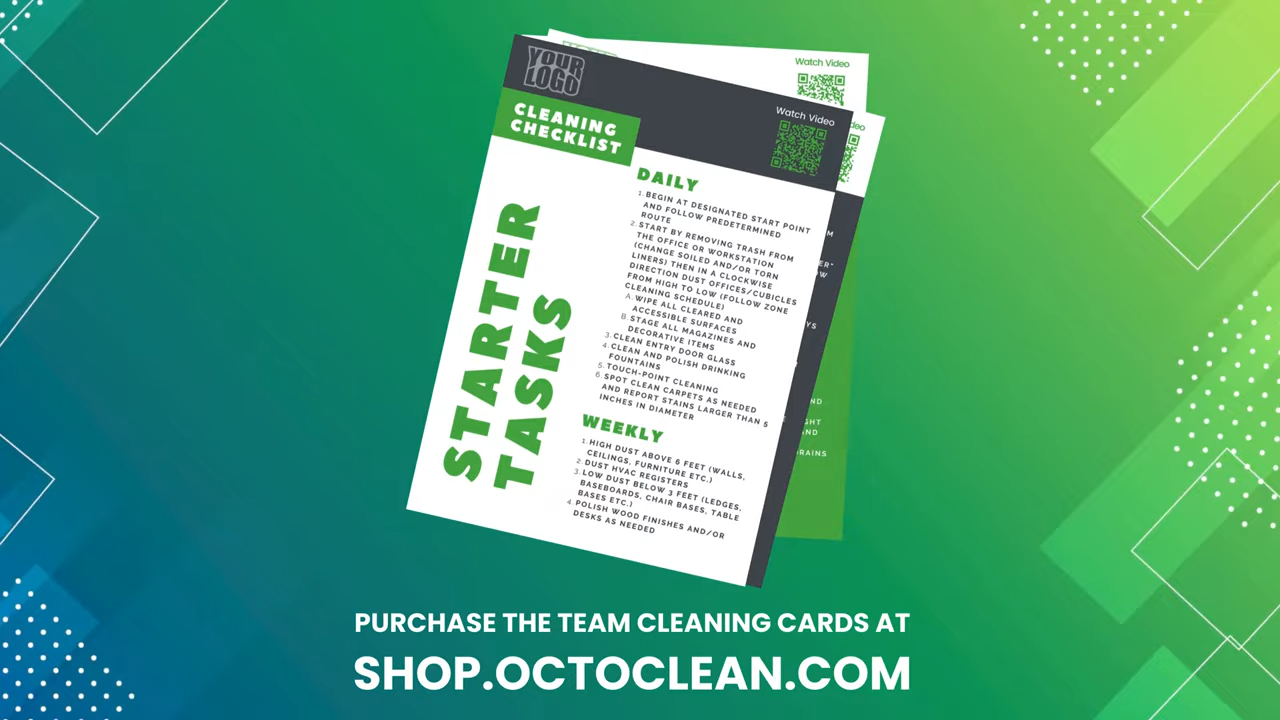 YOUR
LOGO
Watch Video
Watch Video
CLEANING
CHECKLIST
STARTER
TASKS
DAILY
1. BEGIN AT DESIGNATED START POINT
AND FOLLOW PREDETERMINED
ROUTE
2. START BY REMOVING TRASH FROM
THE OFFICE OR WORKSTATION
(CHANGE SOILED AND/OR TORN
LINERS) THEN IN A CLOCKWISE
DIRECTION DUST OFFICES/CUBICLES
FROM HIGH TO LOW (FOLLOW ZONE
CLEANING SCHEDULE)
A. WIPE ALL CLEARED AND
ACCESSIBLE SURFACES
B. STAGE ALL MAGAZINES AND
DECORATIVE ITEMS
3. CLEAN ENTRY DOOR GLASS
4. CLEAN AND POLISH DRINKING
FOUNTAINS
5. TOUCH-POINT CLEANING
6. SPOT CLEAN CARPETS AS NEEDED
AND REPORT STAINS LARGER THAN 5
INCHES IN DIAMETER
WEEKLY
1. HIGH DUST ABOVE 6 FEET (WALLS,
CEILINGS, FURNITURE ETC.)
2. DUST HVAC REGISTERS
3. LOW DUST BELOW 3 FEET (LEDGES,
BASEBOARDS, CHAIR BASES, TABLE
BASES ETC.)
4. POLISH WOOD FINISHES AND/OR
DESKS AS NEEDED
PURCHASE THE TEAM CLEANING CARDS AT
SHOP.OCTOCLEAN.COM